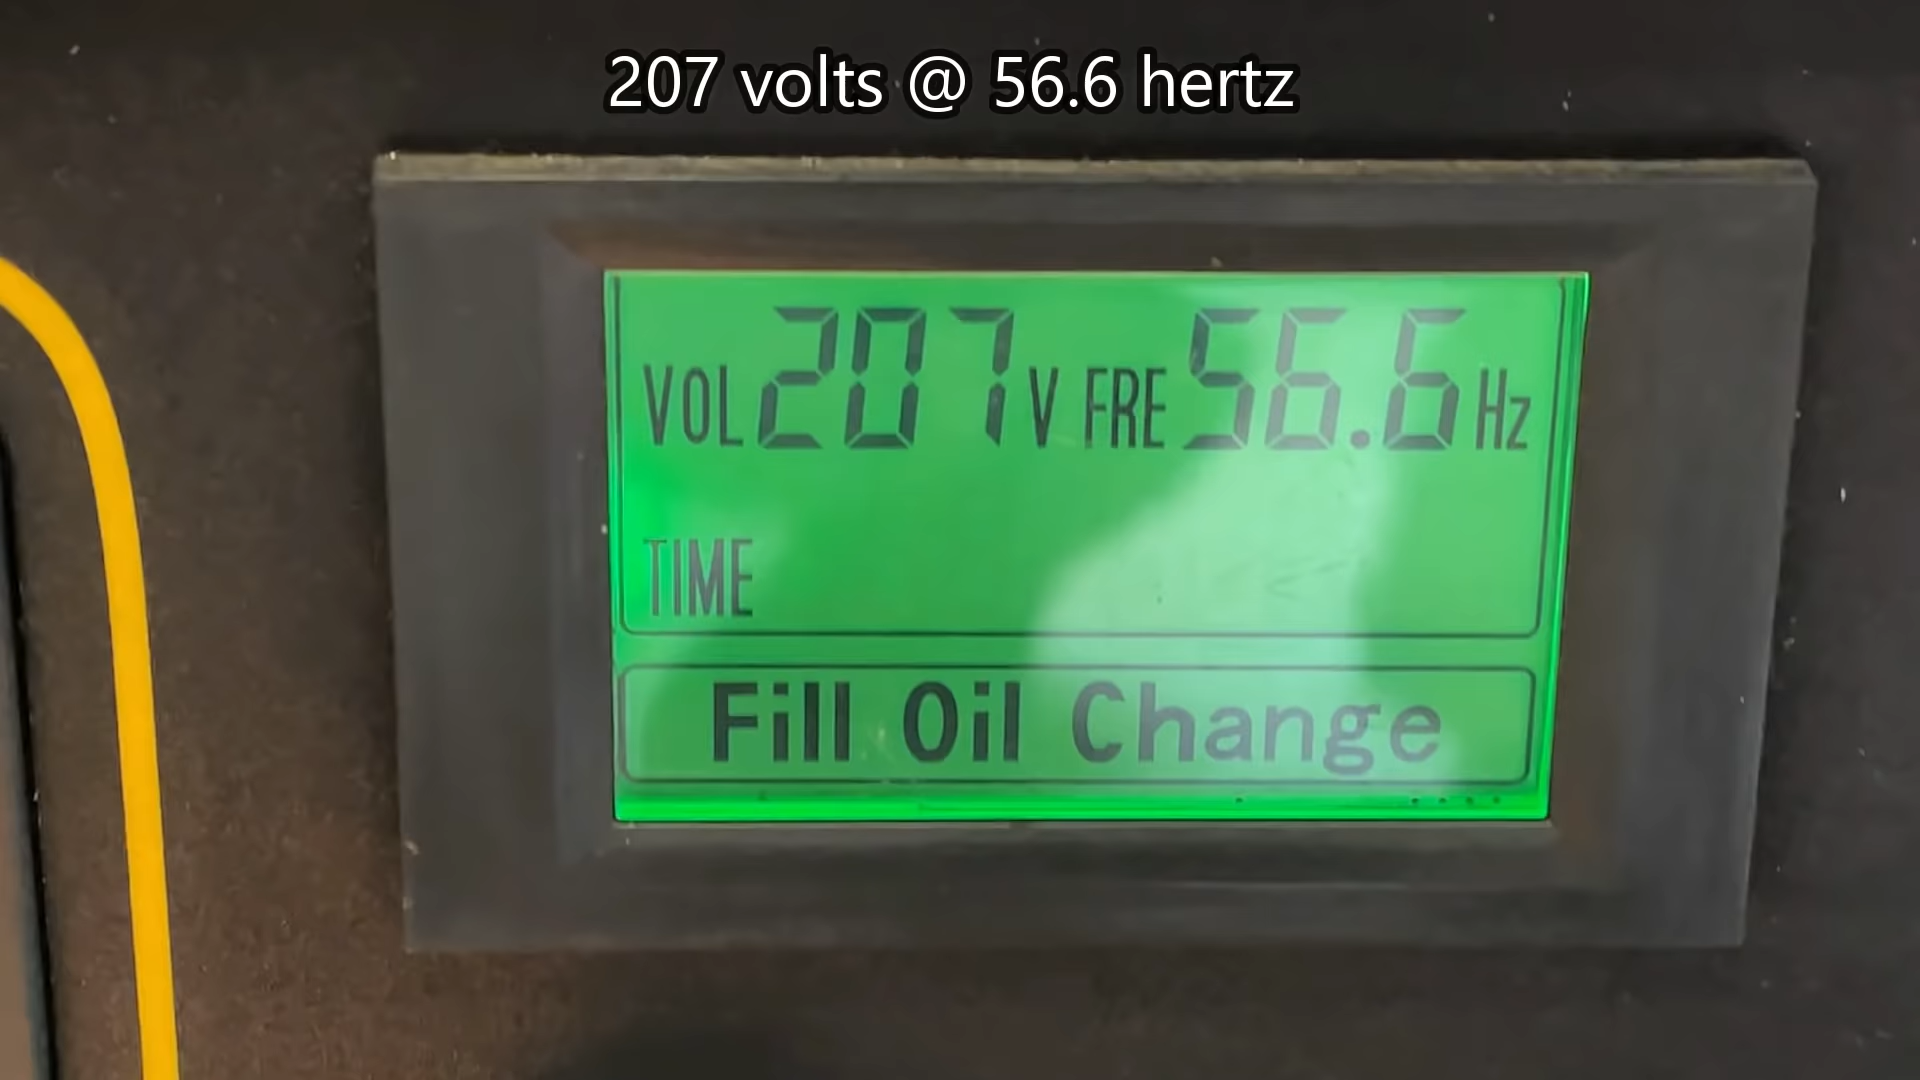 207 volts @ 56.6 hertz
VOL 207 V FRE 56.6 Hz
TIME
Fill Oil Change